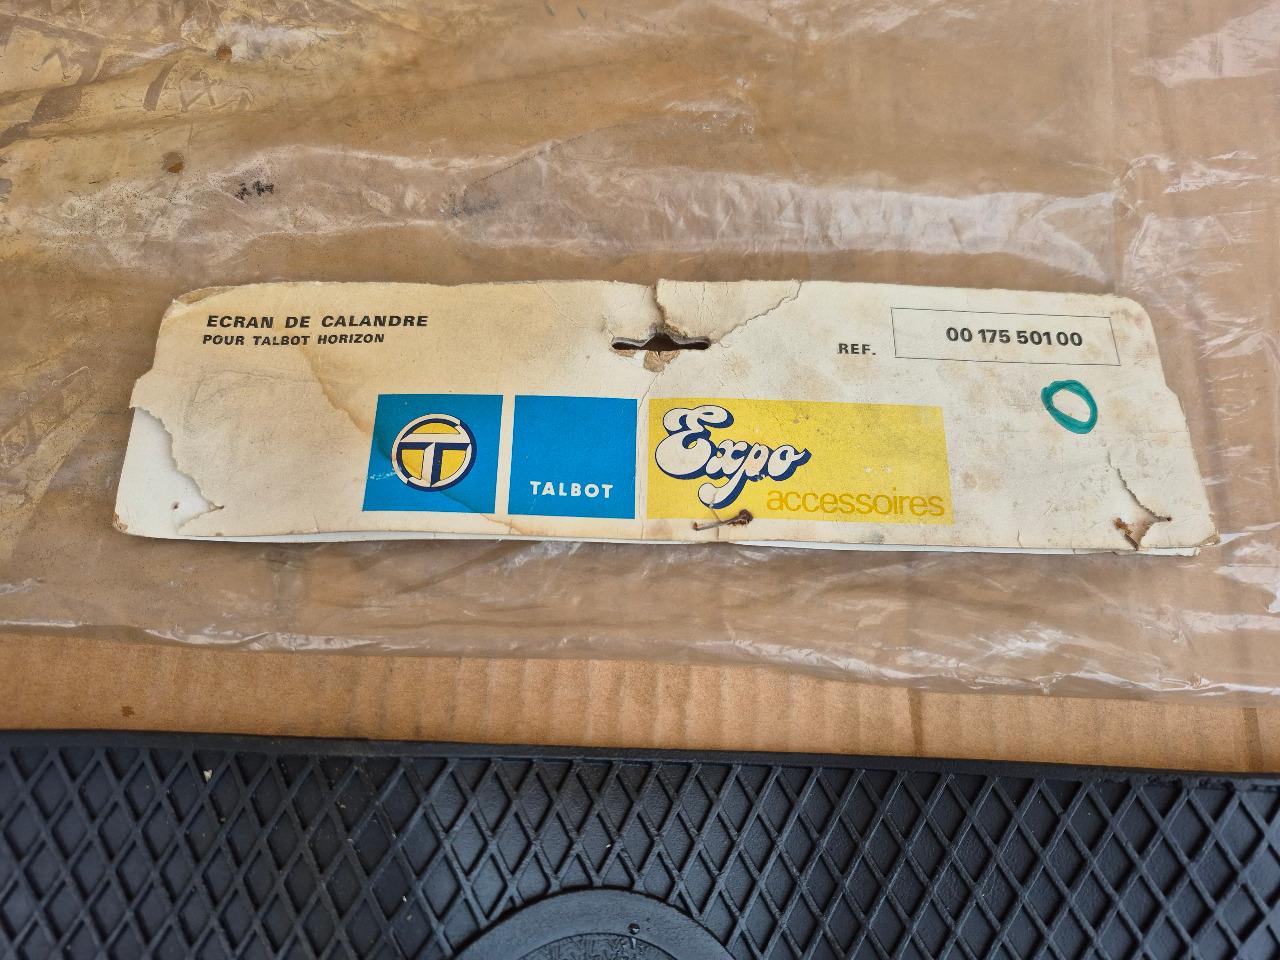 ECRAN DE CALANDRE
POUR TALBOT HORIZON
REF. 00 175 501 00
T
TALBOT
Expo
accessoires